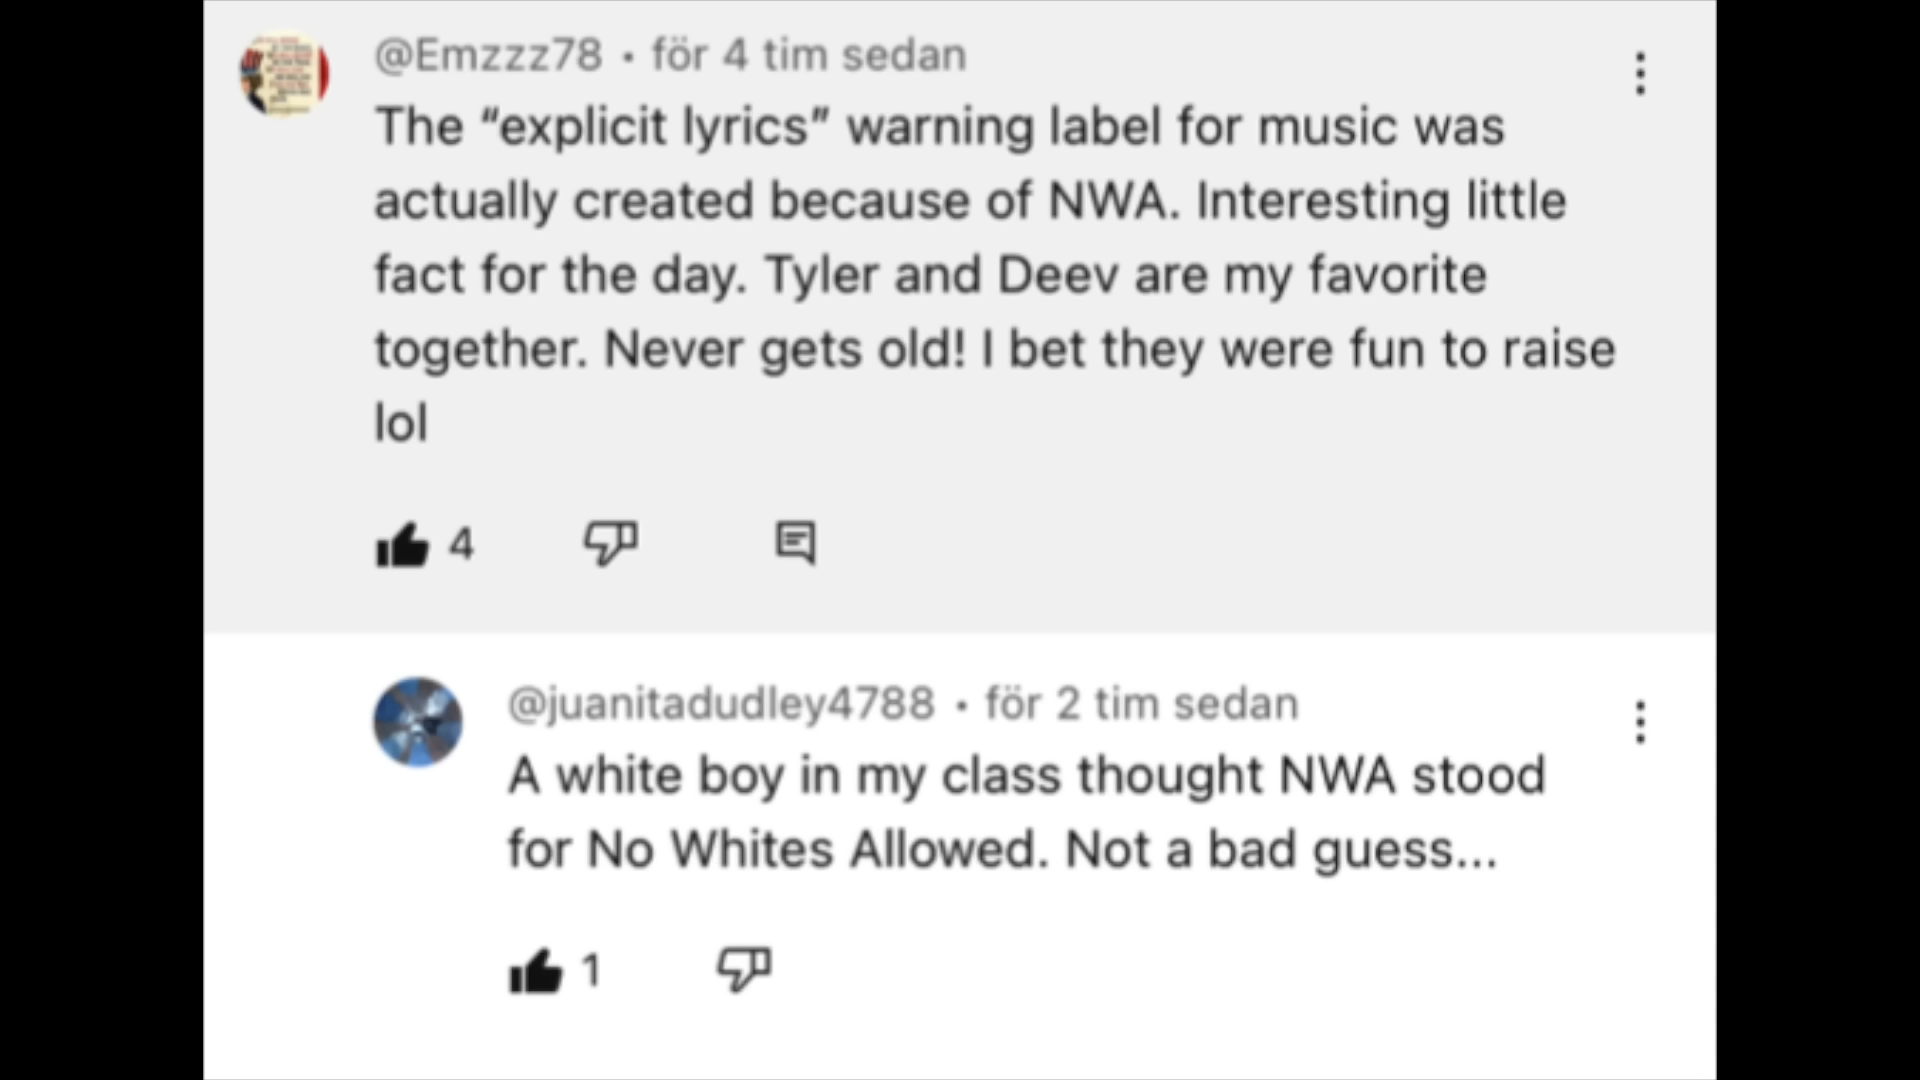 @Emzzz78 • för 4 tim sedan
The “explicit lyrics” warning label for music was
actually created because of NWA. Interesting little
fact for the day. Tyler and Deev are my favorite
together. Never gets old! I bet they were fun to raise
lol
4
@juanitadudley4788 • för 2 tim sedan
A white boy in my class thought NWA stood
for No Whites Allowed. Not a bad guess...
1